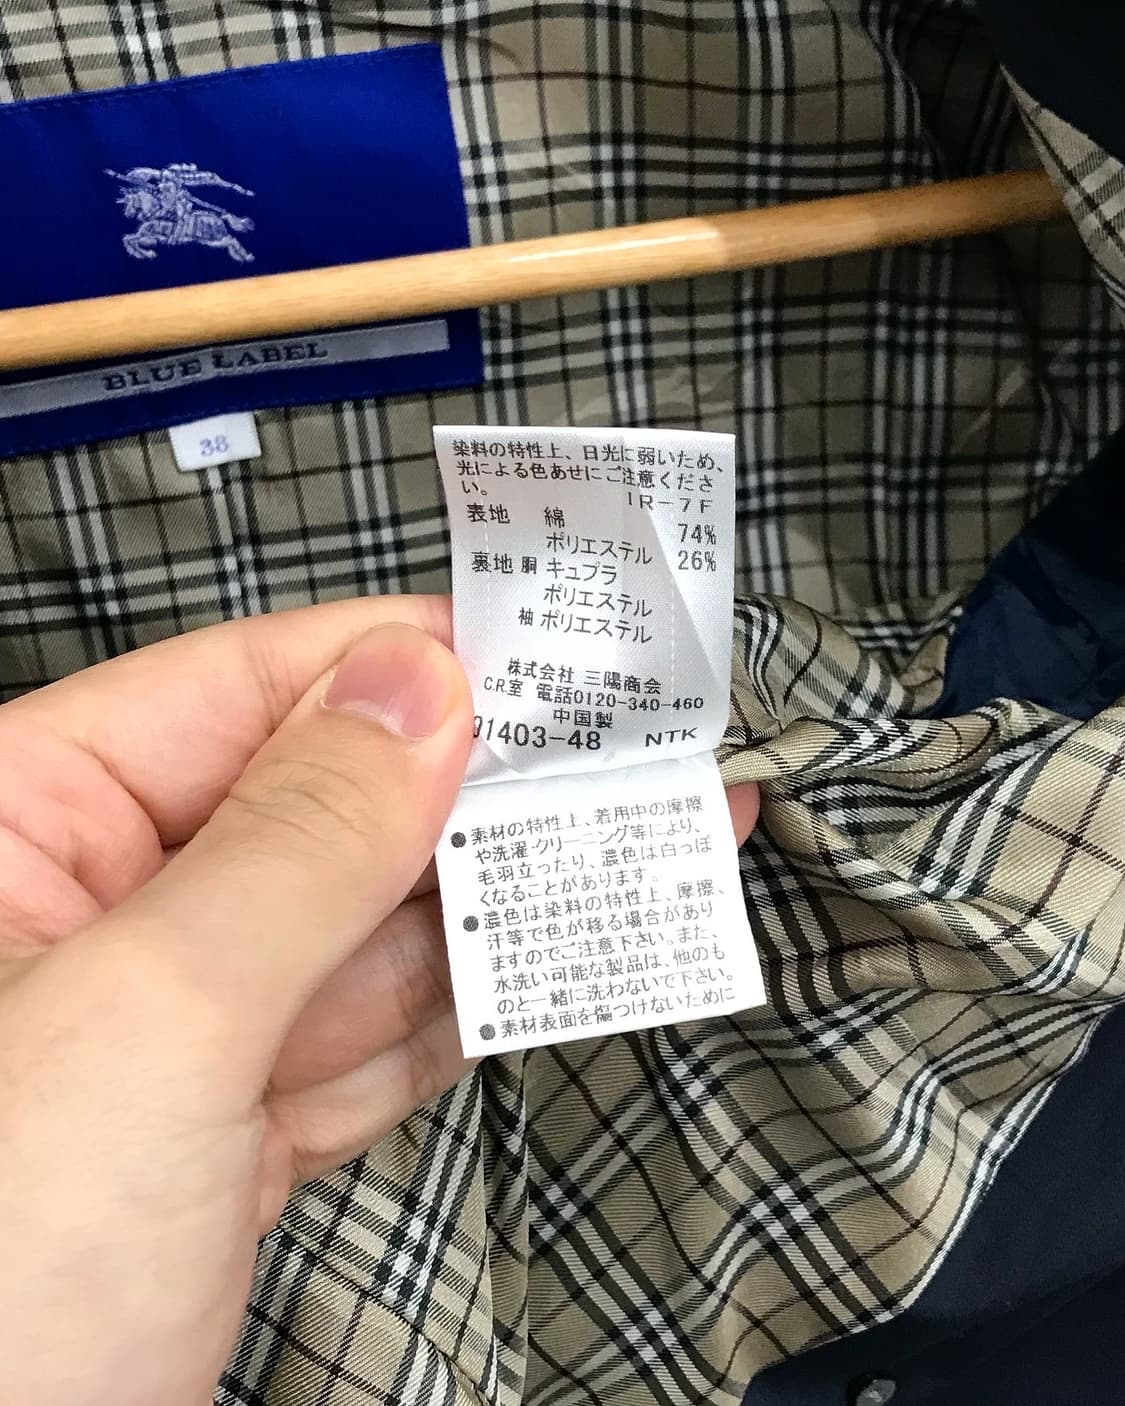 BLUE LABEL
38
染料の特性上、日光に弱いため、
光による色あせにご注意くださ
い。 IR-7F
表地 綿 74%
ポリエステル 26%
裏地 胴 キュプラ
ポリエステル
袖 ポリエステル
株式会社 三陽商会
C.R.室 電話0120-340-460
中国製
01403-48 NTK
●素材の特性上、着用中の摩擦
や洗濯・クリーニング等により、
毛羽立ったり、濃色は白っぽ
くなることがあります。
●濃色は染料の特性上、摩擦、
汗等で色が移る場合があり
ますのでご注意下さい。また、
水洗い可能な製品は、他のも
のと一緒に洗わないで下さい。
●素材表面を傷つけないために